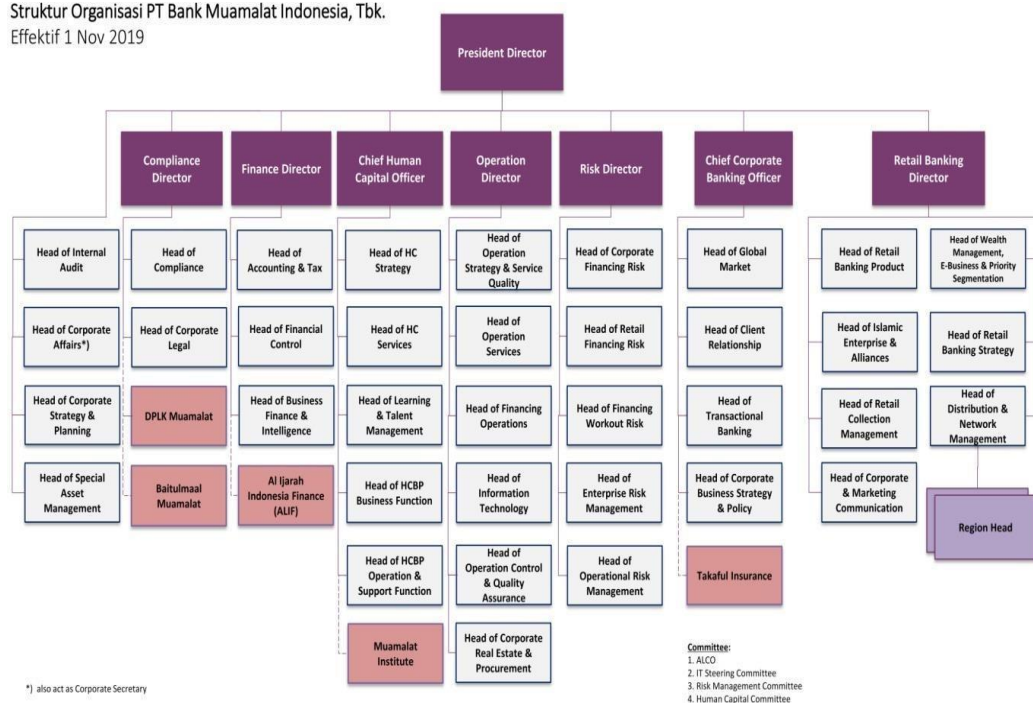 Struktur Organisasi PT Bank Muamalat Indonesia, Tbk.
Effektif 1 Nov 2019
President Director
Compliance
Director
Finance Director
Chief Human
Capital Officer
Operation
Director
Risk Director
Chief Corporate
Banking Officer
Retail Banking
Director
Head of Internal
Audit
Head of Corporate
Affairs*)
Head of Corporate
Strategy &
Planning
Head of Special
Asset
Management
Head of
Compliance
Head of Corporate
Legal
DPLK Muamalat
Baitulmaal
Muamalat
Head of
Accounting & Tax
Head of Financial
Control
Head of Business
Finance &
Intelligence
Al Ijarah
Indonesia Finance
(ALIF)
Head of HC
Strategy
Head of HC
Services
Head of Learning
& Talent
Management
Head of HCBP
Business Function
Head of HCBP
Operation &
Support Function
Muamalat
Institute
Head of
Operation
Strategy & Service
Quality
Head of
Operation
Services
Head of Financing
Operations
Head of
Information
Technology
Head of
Operation Control
& Quality
Assurance
Head of Corporate
Real Estate &
Procurement
Head of Corporate
Financing Risk
Head of Retail
Financing Risk
Head of Financing
Workout Risk
Head of
Enterprise Risk
Management
Head of
Operational Risk
Management
Head of Global
Market
Head of Client
Relationship
Head of
Transactional
Banking
Head of Corporate
Business Strategy
& Policy
Takaful Insurance
Head of Retail
Banking Product
Head of Islamic
Enterprise &
Alliances
Head of Retail
Collection
Management
Head of Corporate
& Marketing
Communication
Head of Wealth
Management,
E-Business & Priority
Segmentation
Head of Retail
Banking Strategy
Head of
Distribution &
Network
Management
Region Head
*) also act as Corporate Secretary
Committee:
1. ALCO
2. IT Steering Committee
3. Risk Management Committee
4. Human Capital Committee